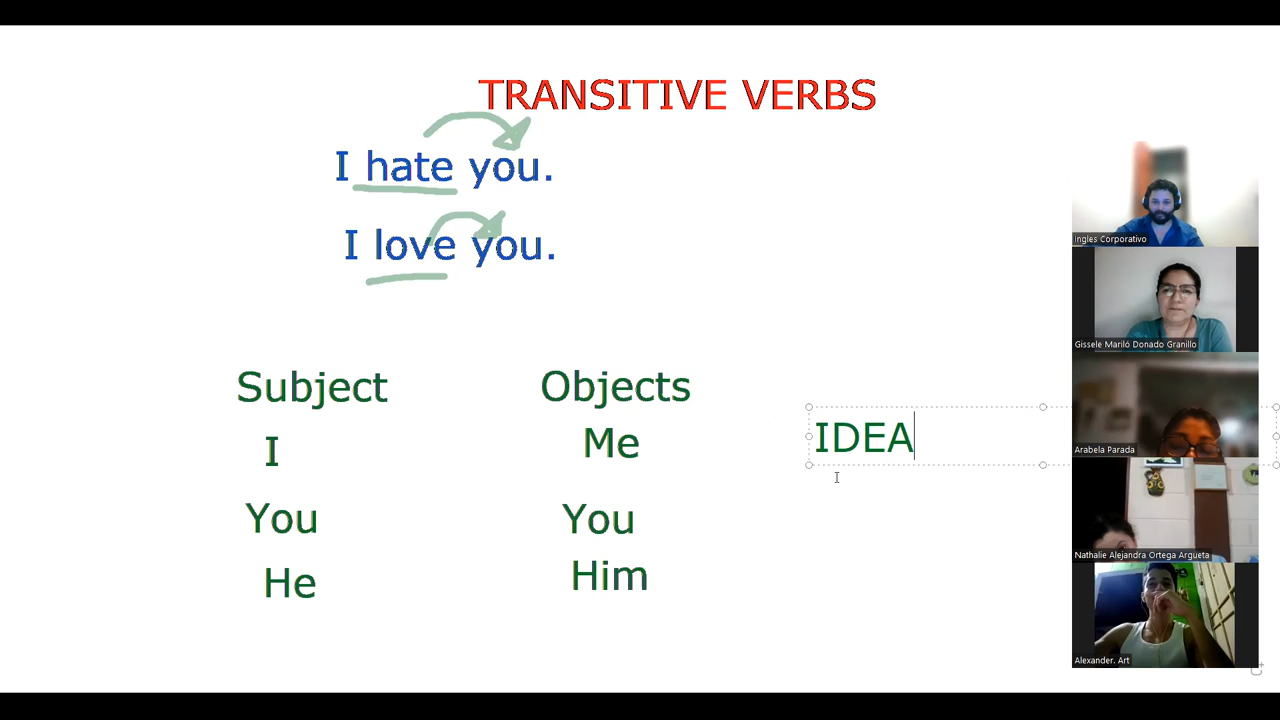 TRANSITIVE VERBS
I hate you.
I love you.
Subject Objects
I Me IDEA
You You
He Him
Ingles Corporativo
Gissele Mariló Donado Granillo
Arabela Parada
Nathalie Alejandra Ortega Argueta
Alexander. Art